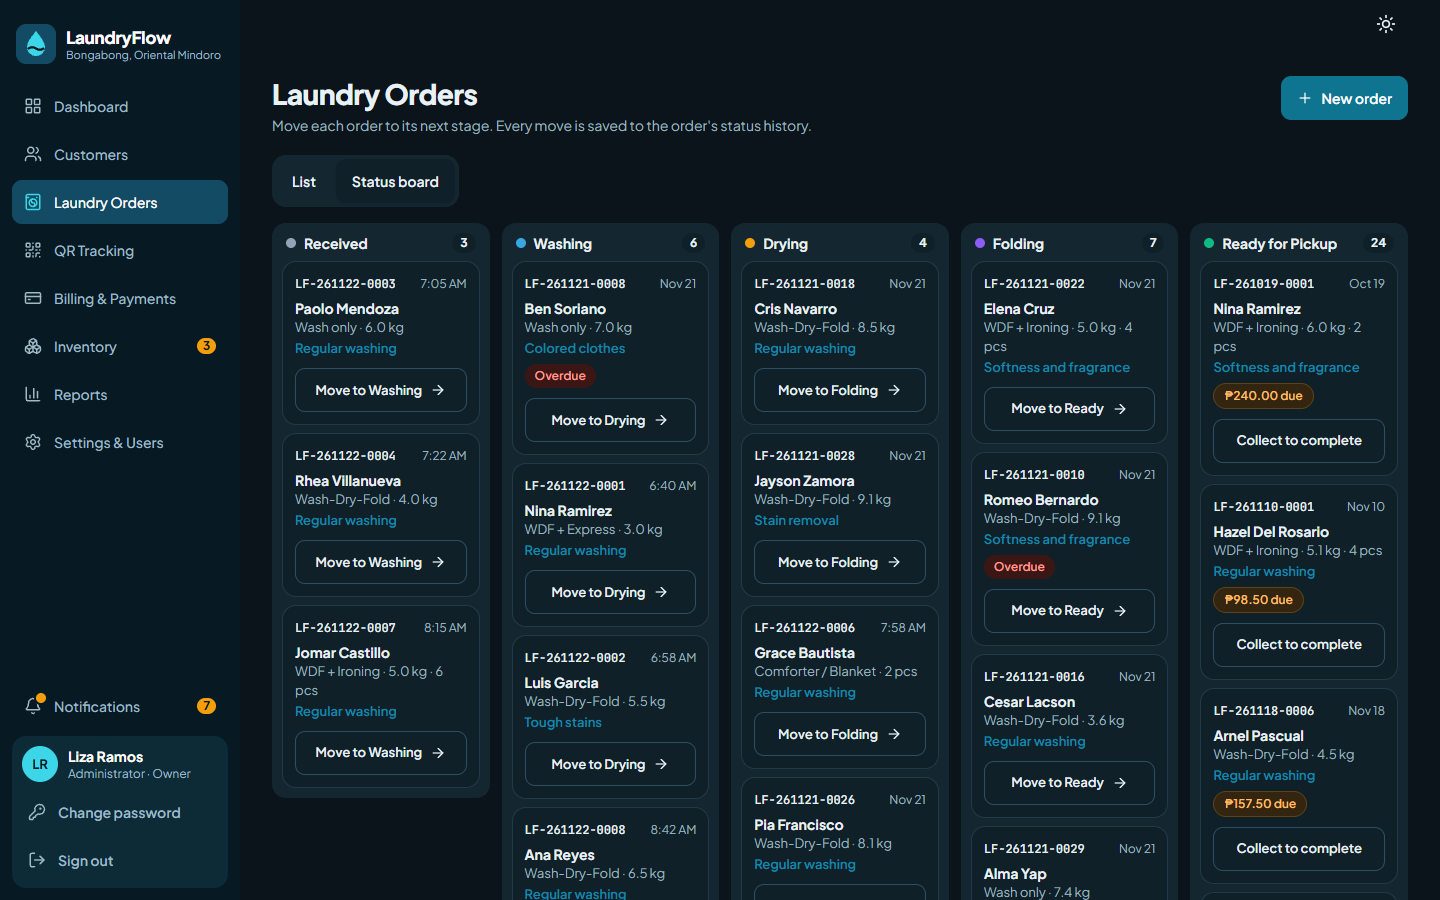 LaundryFlow
Bongabong, Oriental Mindoro
Dashboard
Customers
Laundry Orders
QR Tracking
Billing & Payments
Inventory
3
Reports
Settings & Users
Notifications
7
LR
Liza Ramos
Administrator · Owner
Change password
Sign out
Laundry Orders
Move each order to its next stage. Every move is saved to the order's status history.
New order
List
Status board
Received
3
LF-261122-0003
7:05 AM
Paolo Mendoza
Wash only · 6.0 kg
Regular washing
Move to Washing
LF-261122-0004
7:22 AM
Rhea Villanueva
Wash-Dry-Fold · 4.0 kg
Regular washing
Move to Washing
LF-261122-0007
8:15 AM
Jomar Castillo
WDF + Ironing · 5.0 kg · 6
pcs
Regular washing
Move to Washing
Washing
6
LF-261121-0008
Nov 21
Ben Soriano
Wash only · 7.0 kg
Colored clothes
Overdue
Move to Drying
LF-261122-0001
6:40 AM
Nina Ramirez
WDF + Express · 3.0 kg
Regular washing
Move to Drying
LF-261122-0002
6:58 AM
Luis Garcia
Wash-Dry-Fold · 5.5 kg
Tough stains
Move to Drying
LF-261122-0008
8:42 AM
Ana Reyes
Wash-Dry-Fold · 6.5 kg
Regular washing
Drying
4
LF-261121-0018
Nov 21
Cris Navarro
Wash-Dry-Fold · 8.5 kg
Regular washing
Move to Folding
LF-261121-0028
Nov 21
Jayson Zamora
Wash-Dry-Fold · 9.1 kg
Stain removal
Move to Folding
LF-261122-0006
7:58 AM
Grace Bautista
Comforter / Blanket · 2 pcs
Regular washing
Move to Folding
LF-261121-0026
Nov 21
Pia Francisco
Wash-Dry-Fold · 8.1 kg
Regular washing
Folding
7
LF-261121-0022
Nov 21
Elena Cruz
WDF + Ironing · 5.0 kg · 4
pcs
Softness and fragrance
Move to Ready
LF-261121-0010
Nov 21
Romeo Bernardo
Wash-Dry-Fold · 9.1 kg
Softness and fragrance
Overdue
Move to Ready
LF-261121-0016
Nov 21
Cesar Lacson
Wash-Dry-Fold · 3.6 kg
Regular washing
Move to Ready
LF-261121-0029
Nov 21
Alma Yap
Wash only · 7.4 kg
Ready for Pickup
24
LF-261019-0001
Oct 19
Nina Ramirez
WDF + Ironing · 6.0 kg · 2
pcs
Softness and fragrance
₱240.00 due
Collect to complete
LF-261110-0001
Nov 10
Hazel Del Rosario
WDF + Ironing · 5.1 kg · 4 pcs
Regular washing
₱98.50 due
Collect to complete
LF-261118-0006
Nov 18
Arnel Pascual
Wash-Dry-Fold · 4.5 kg
Regular washing
₱157.50 due
Collect to complete